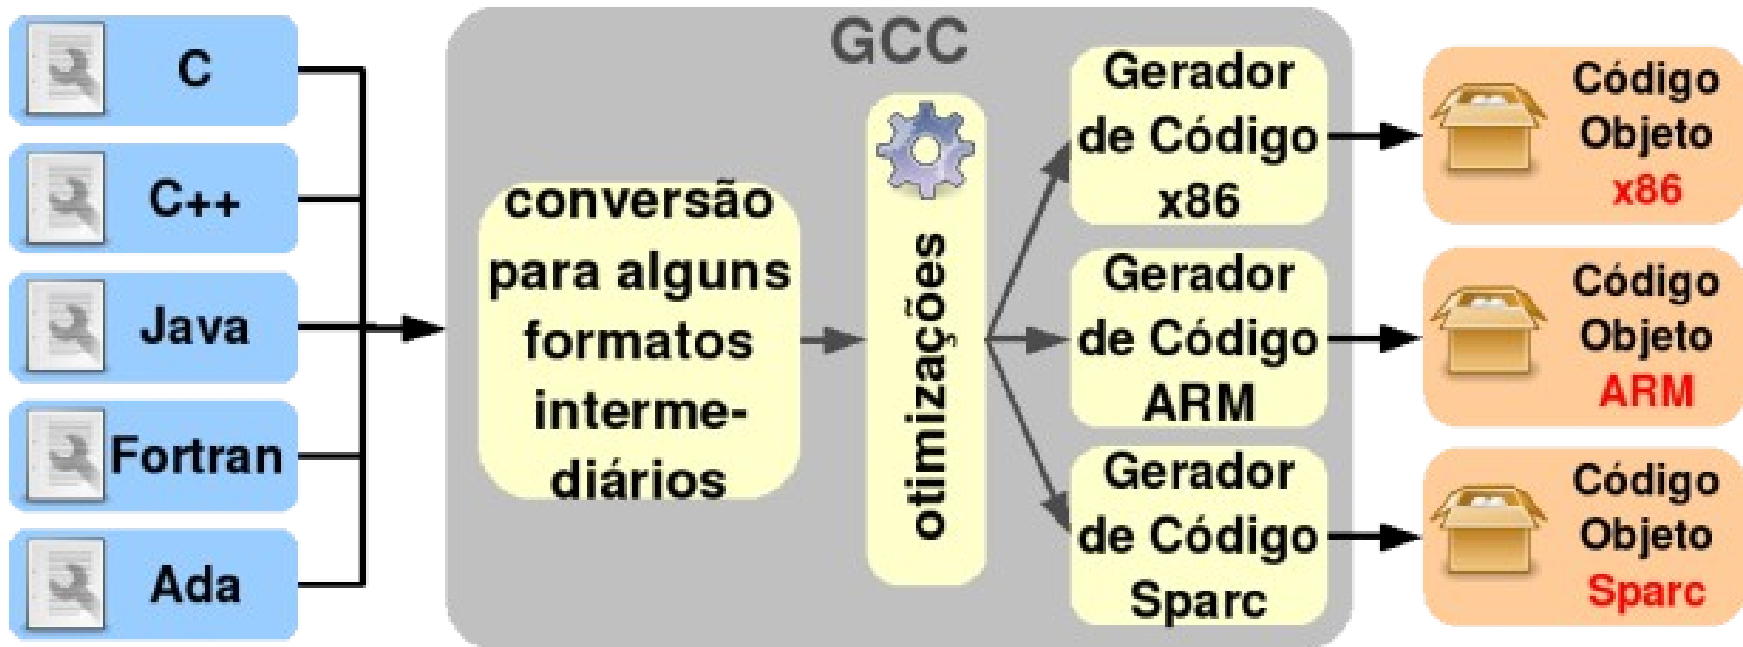 C
C++
Java
Fortran
Ada
GCC
conversão
para alguns
formatos
interme-
diários
otimizações
Gerador
de Código
x86
Gerador
de Código
ARM
Gerador
de Código
Sparc
Código
Objeto
x86
Código
Objeto
ARM
Código
Objeto
Sparc